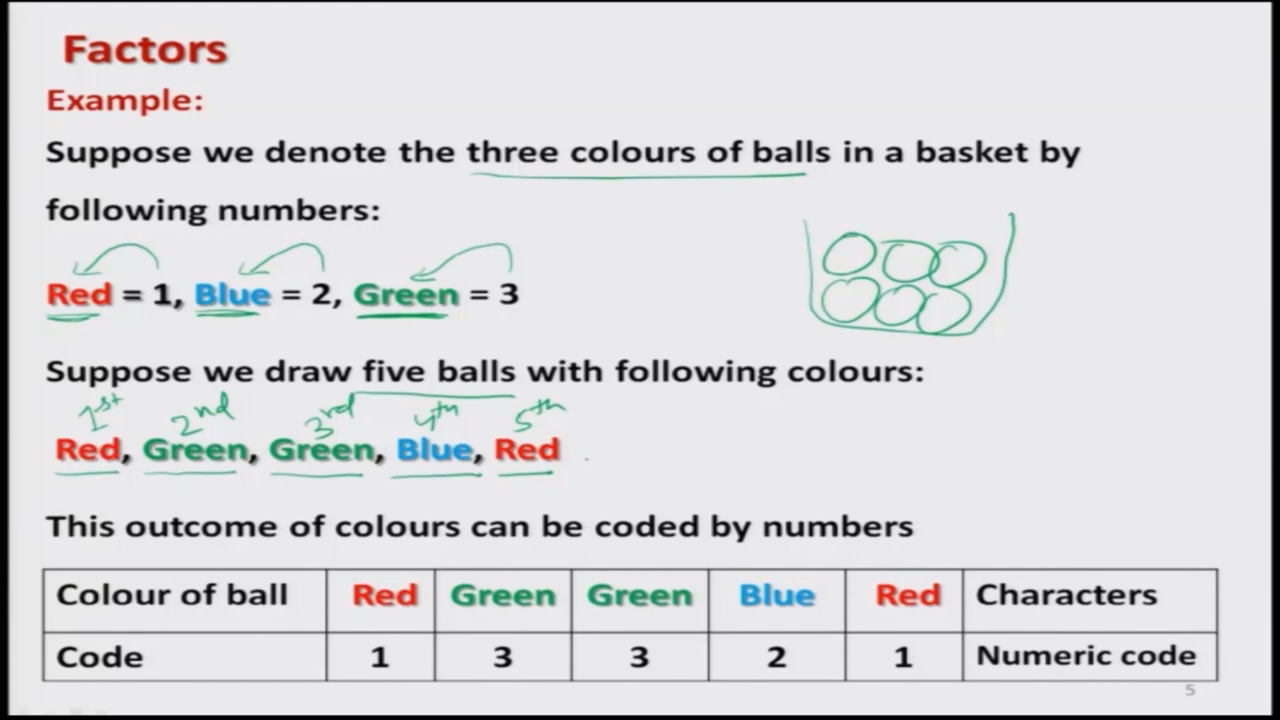 Factors
Example:
Suppose we denote the three colours of balls in a basket by
following numbers:
Red = 1, Blue = 2, Green = 3
Suppose we draw five balls with following colours:
1st 2nd 3rd 4th 5th
Red, Green, Green, Blue, Red
This outcome of colours can be coded by numbers
Colour of ball Red Green Green Blue Red Characters
Code 1 3 3 2 1 Numeric code
5